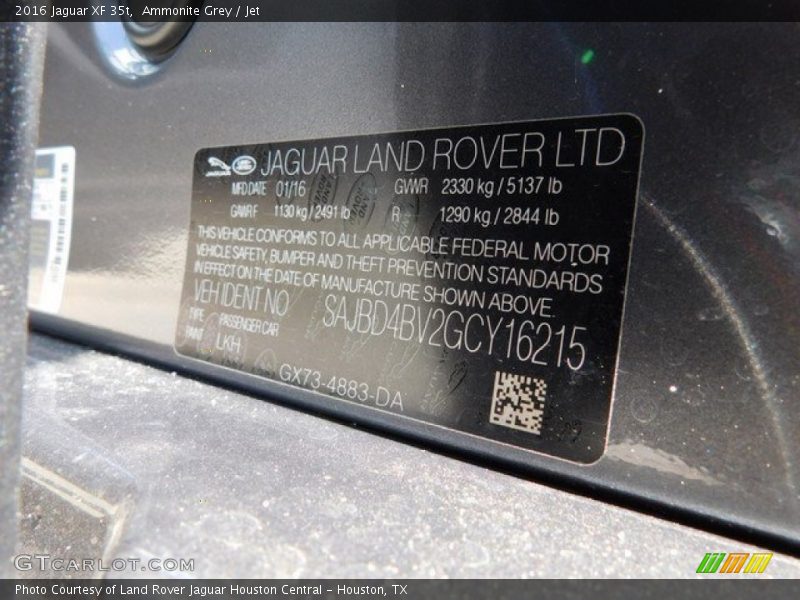 2016 Jaguar XF 35t,  Ammonite Grey / Jet
JAGUAR LAND ROVER LTD
MFD DATE 01/16 GVWR 2330 kg / 5137 lb
GAWR F 1130 kg / 2491 lb R 1290 kg / 2844 lb
THIS VEHICLE CONFORMS TO ALL APPLICABLE FEDERAL MOTOR
VEHICLE SAFETY, BUMPER AND THEFT PREVENTION STANDARDS
IN EFFECT ON THE DATE OF MANUFACTURE SHOWN ABOVE.
VEH IDENT NO SAJBD4BV2GCY16215
TYPE PASSENGER CAR
PAINT LKH
GX73-4883-DA
GTCarLot.com
Photo Courtesy of Land Rover Jaguar Houston Central – Houston, TX